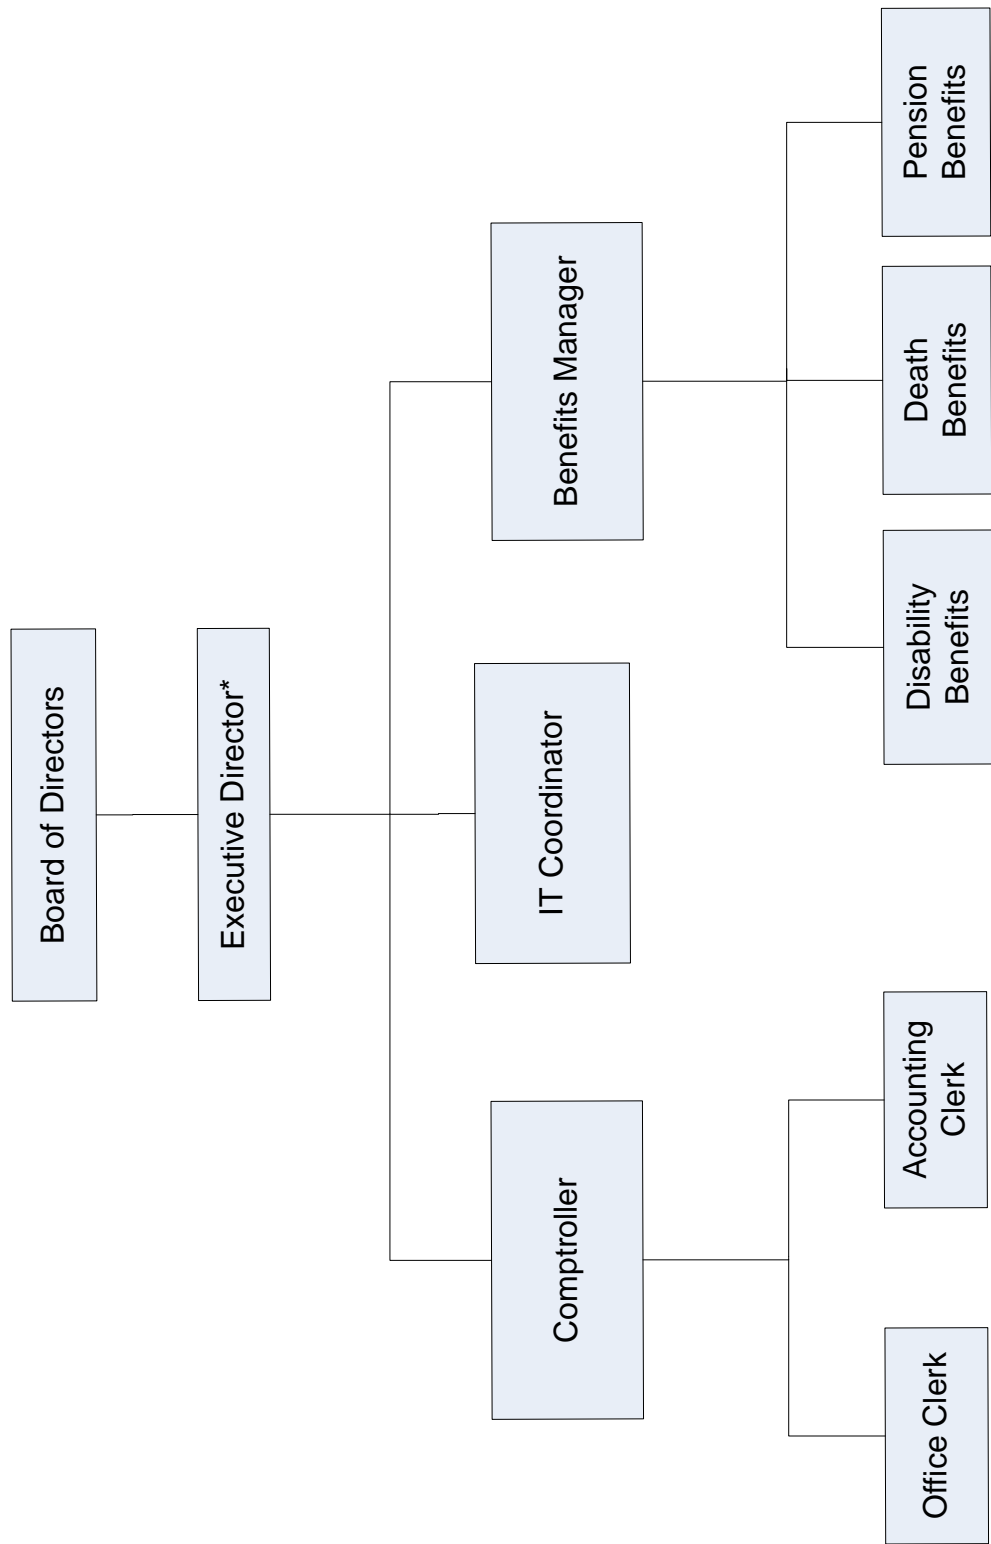 Board of Directors
Executive Director*
Comptroller
IT Coordinator
Benefits Manager
Office Clerk
Accounting
Clerk
Disability
Benefits
Death
Benefits
Pension
Benefits